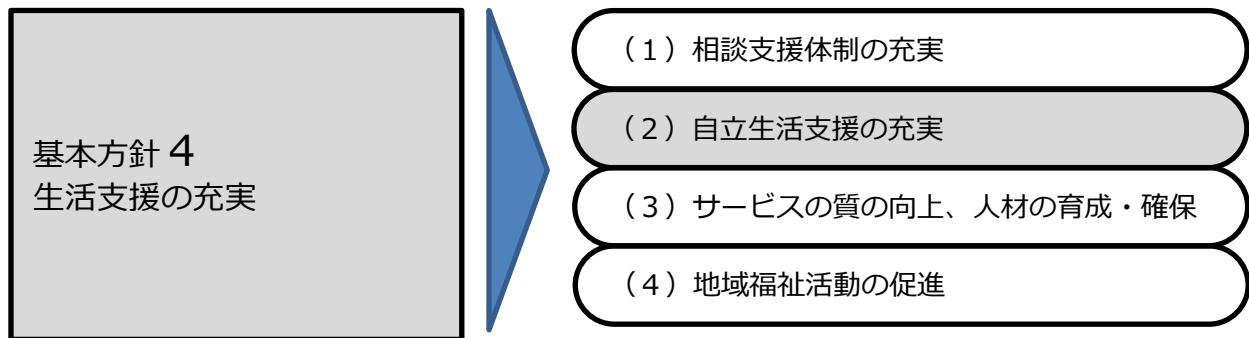 基本方針 4
生活支援の充実
（１）相談支援体制の充実
（２）自立生活支援の充実
（３）サービスの質の向上、人材の育成・確保
（４）地域福祉活動の促進